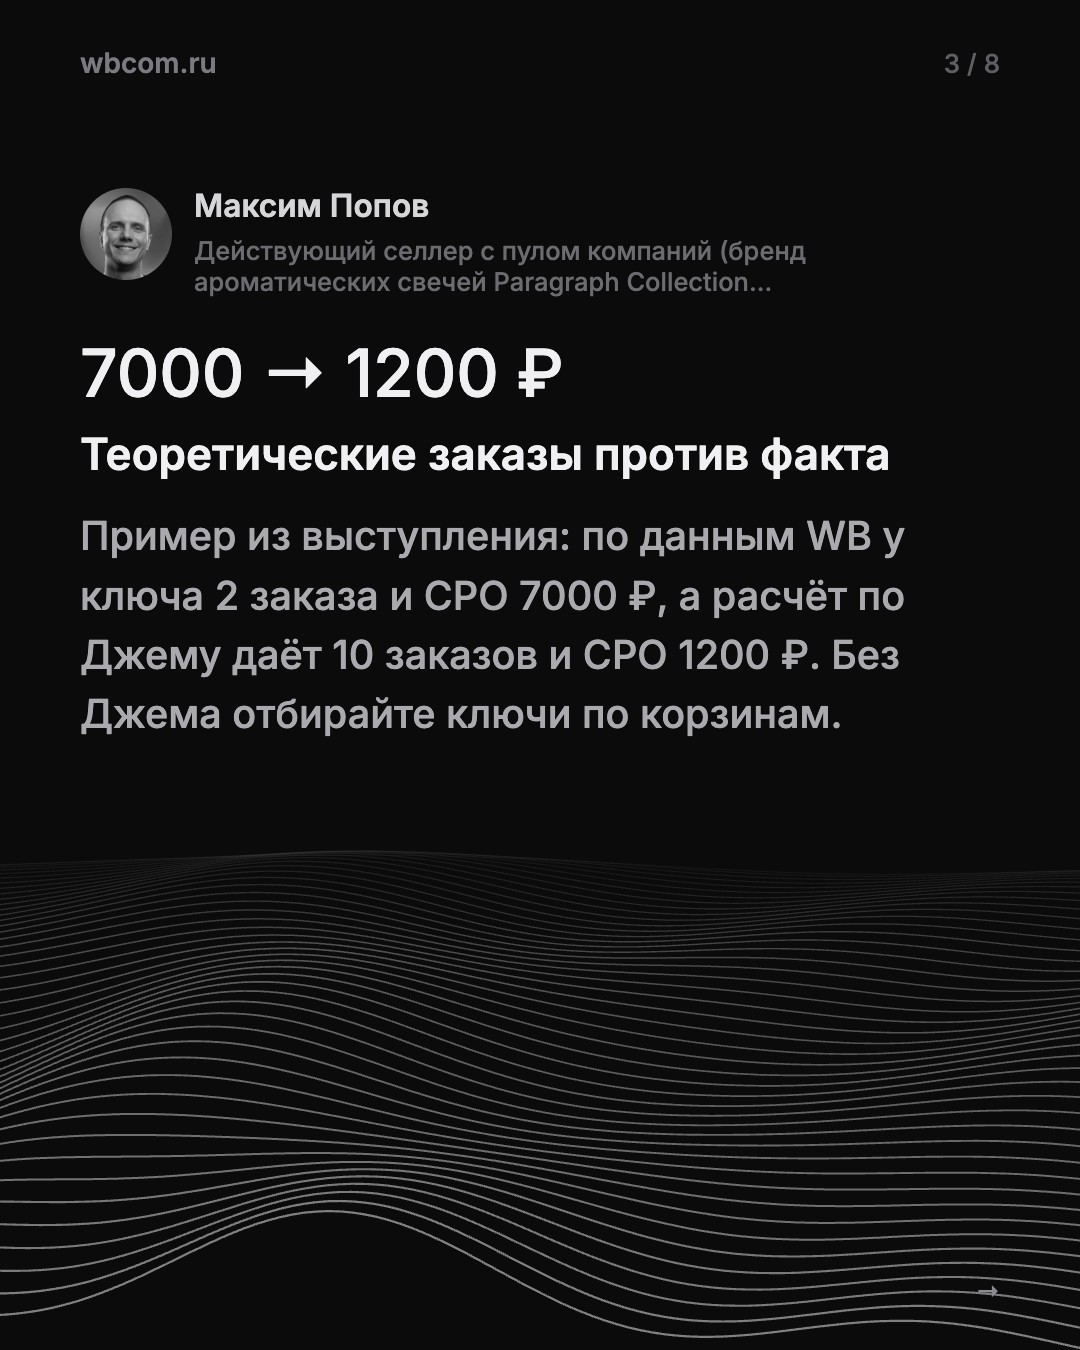 wbcom.ru
3 / 8
Максим Попов
Действующий селлер с пулом компаний (бренд
ароматических свечей Paragraph Collection...
7000 → 1200 ₽
Теоретические заказы против факта
Пример из выступления: по данным WB у
ключа 2 заказа и CPO 7000 ₽, а расчёт по
Джему даёт 10 заказов и CPO 1200 ₽. Без
Джема отбирайте ключи по корзинам.
→